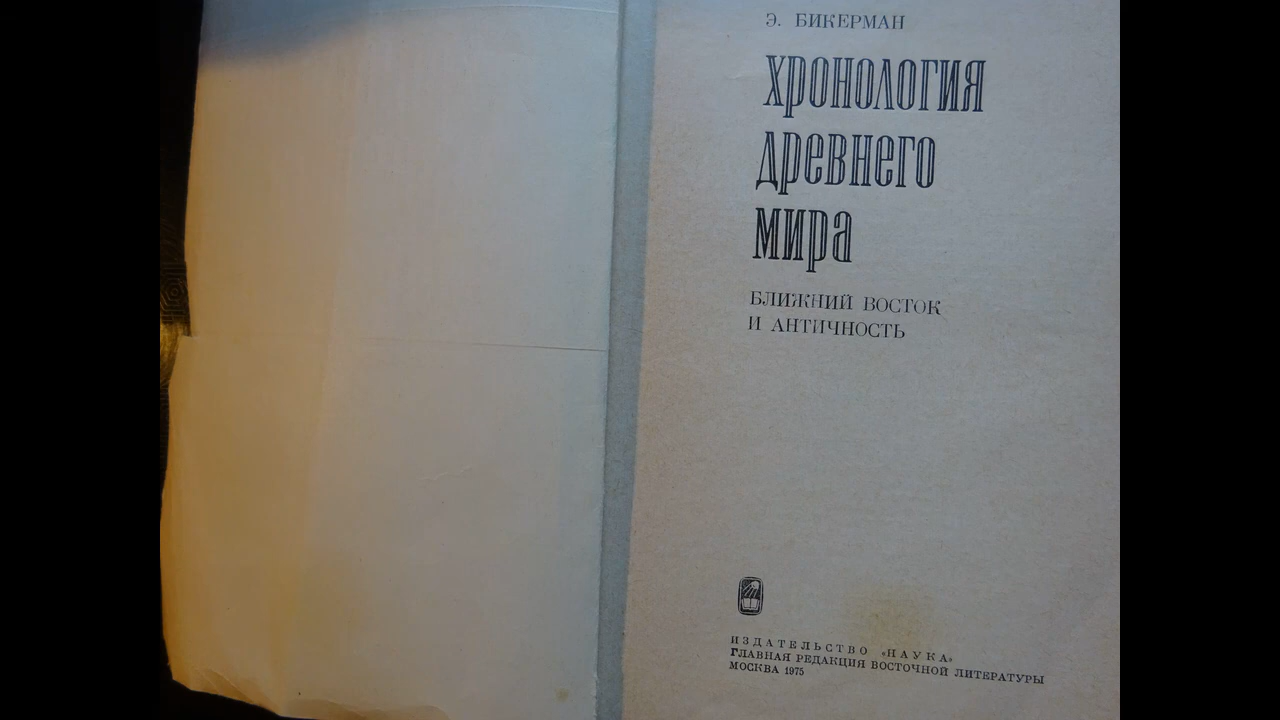 Э. БИКЕРМАН
ХРОНОЛОГИЯ
ДРЕВНЕГО
МИРА
БЛИЖНИЙ ВОСТОК
И АНТИЧНОСТЬ
ИЗДАТЕЛЬСТВО «НАУКА»
ГЛАВНАЯ РЕДАКЦИЯ ВОСТОЧНОЙ ЛИТЕРАТУРЫ
МОСКВА 1975